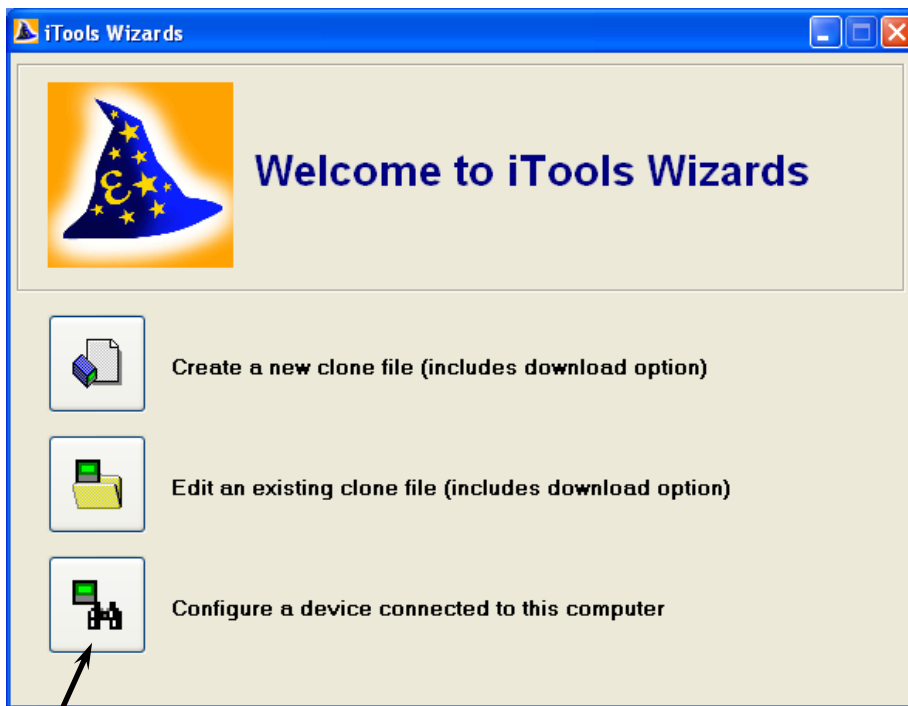 iTools Wizards
Welcome to iTools Wizards
Create a new clone file (includes download option)
Edit an existing clone file (includes download option)
Configure a device connected to this computer